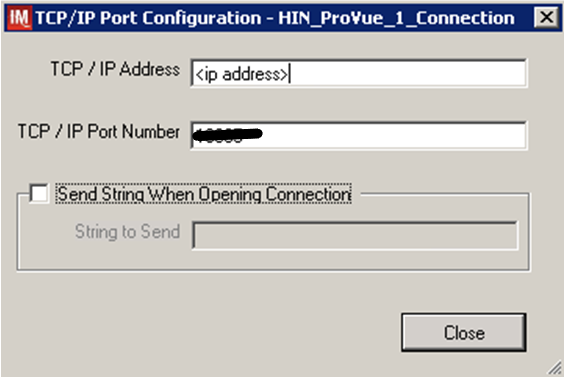 IM TCP/IP Port Configuration - HIN_ProVue_1_Connection
TCP / IP Address <ip address>
TCP / IP Port Number
Send String When Opening Connection
String to Send
Close